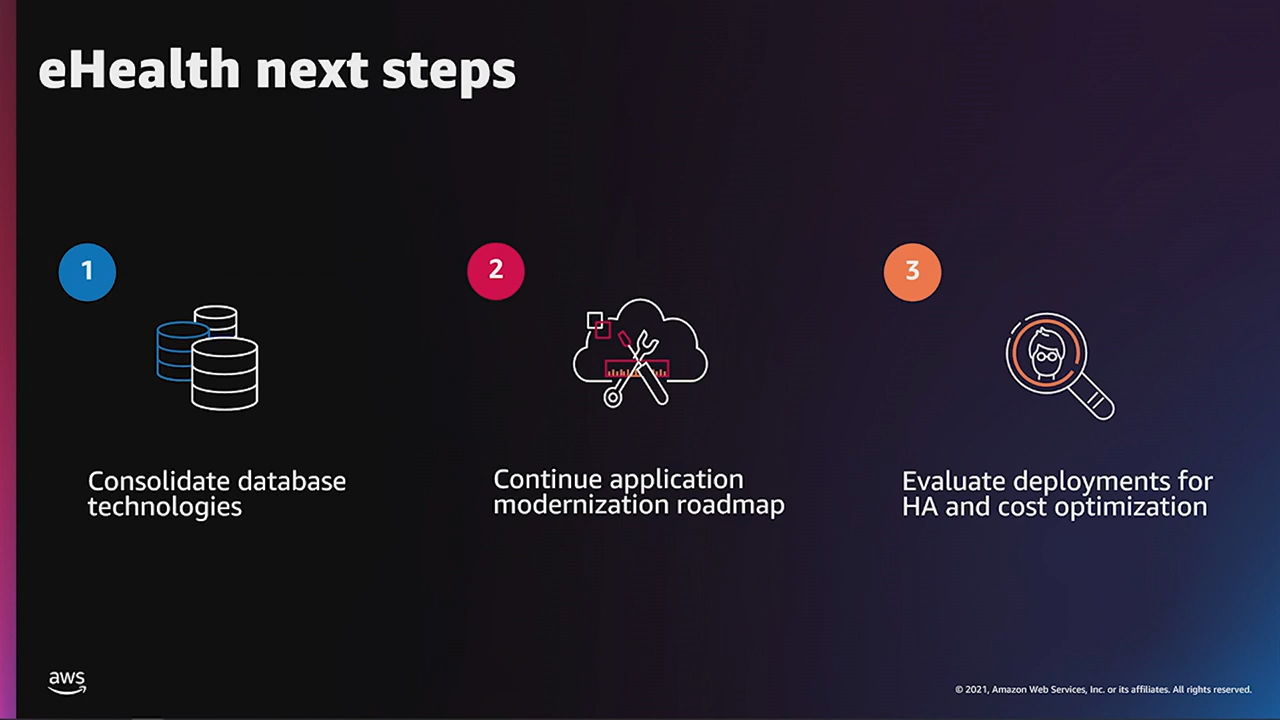 eHealth next steps
1
2
3
Consolidate database
technologies
Continue application
modernization roadmap
Evaluate deployments for
HA and cost optimization
aws
© 2021, Amazon Web Services, Inc. or its affiliates. All rights reserved.